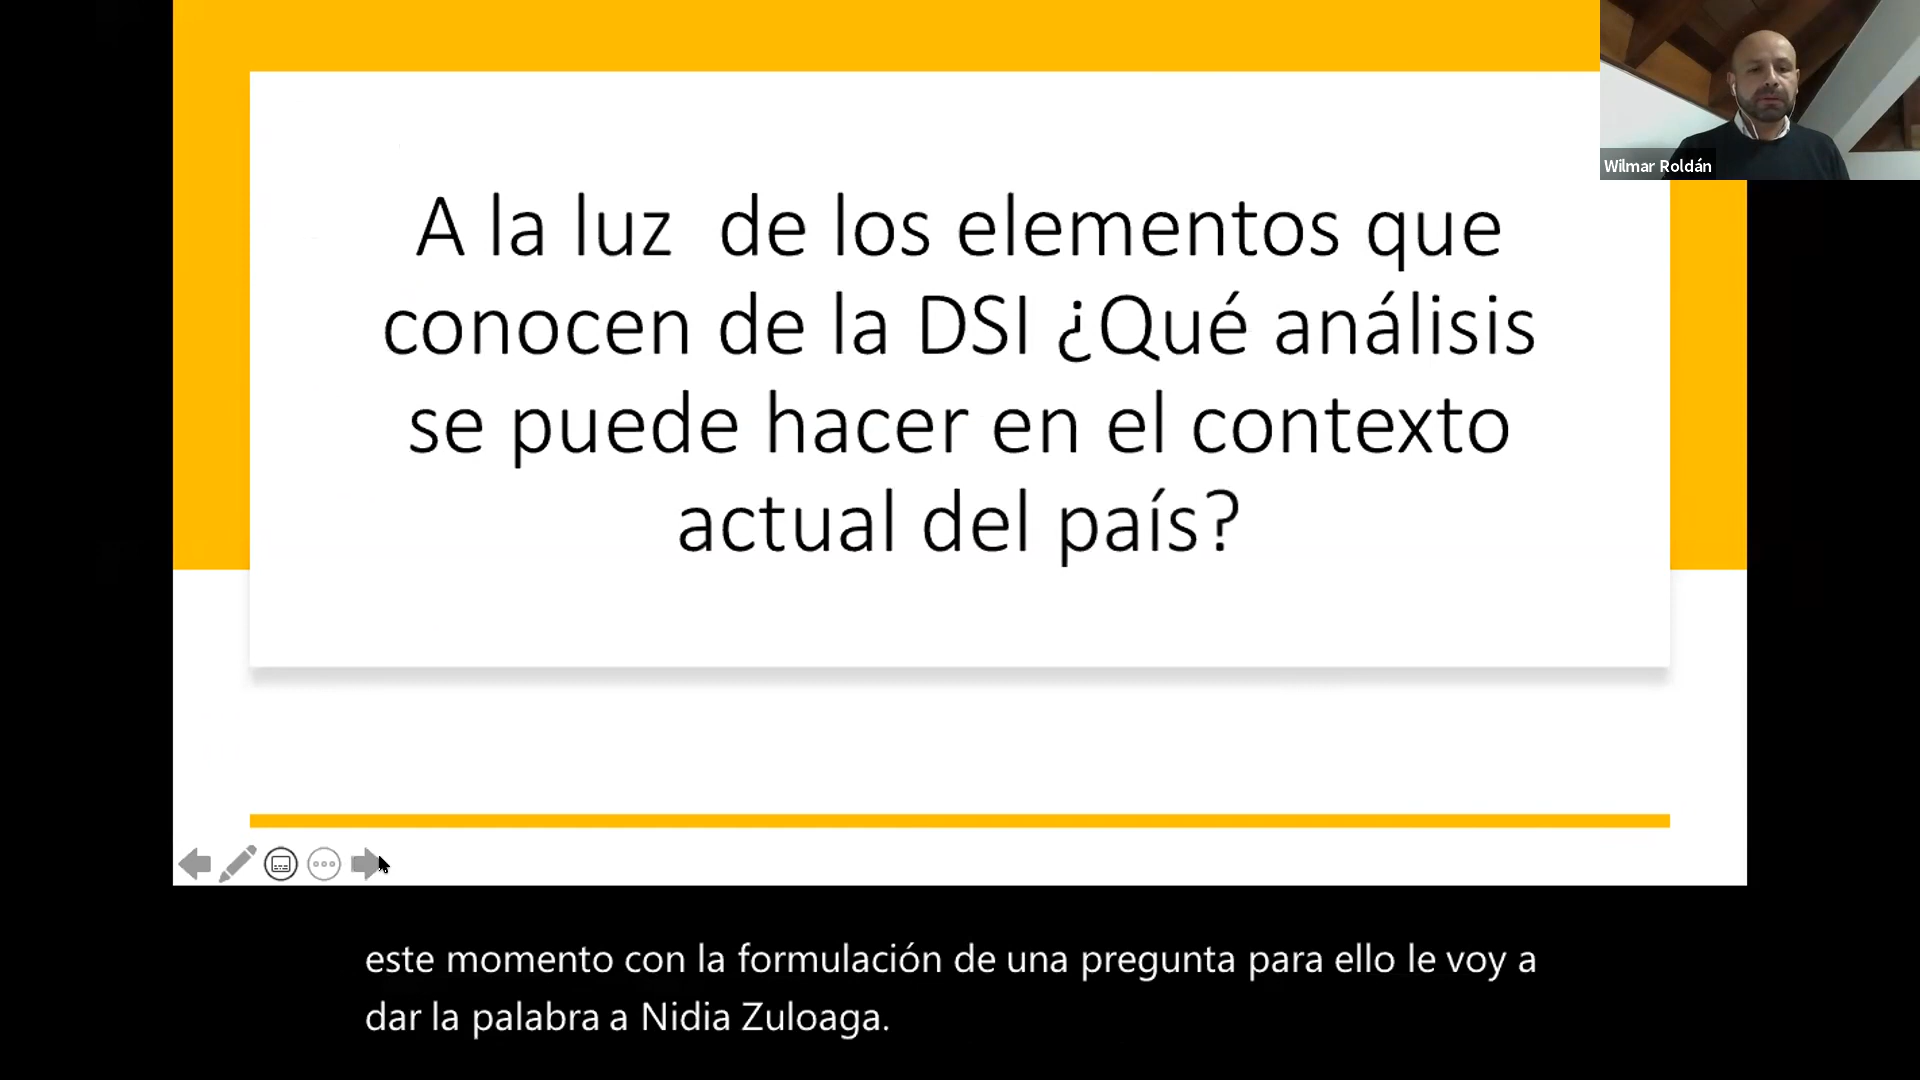 A la luz  de los elementos que
conocen de la DSI ¿Qué análisis
se puede hacer en el contexto
actual del país?
Wilmar Roldán
este momento con la formulación de una pregunta para ello le voy a
dar la palabra a Nidia Zuloaga.